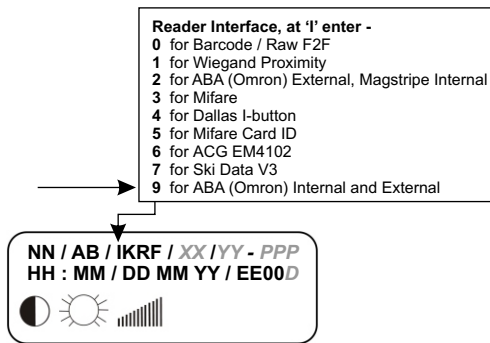 Reader Interface, at 'I' enter -
0 for Barcode / Raw F2F
1 for Wiegand Proximity
2 for ABA (Omron) External, Magstripe Internal
3 for Mifare
4 for Dallas I-button
5 for Mifare Card ID
6 for ACG EM4102
7 for Ski Data V3
9 for ABA (Omron) Internal and External
NN / AB / IKRF / XX /YY - PPP
HH : MM / DD MM YY / EE00D